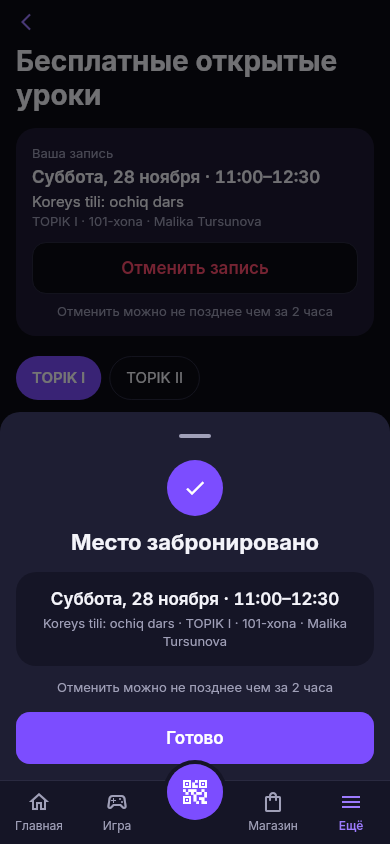 Бесплатные открытые
уроки
Ваша запись
Суббота, 28 ноября · 11:00–12:30
Koreys tili: ochiq dars
TOPIK I · 101-xona · Malika Tursunova
Отменить запись
Отменить можно не позднее чем за 2 часа
TOPIK I
TOPIK II
Место забронировано
Суббота, 28 ноября · 11:00–12:30
Koreys tili: ochiq dars · TOPIK I · 101-xona · Malika
Tursunova
Отменить можно не позднее чем за 2 часа
Готово
Главная
Игра
Магазин
Ещё